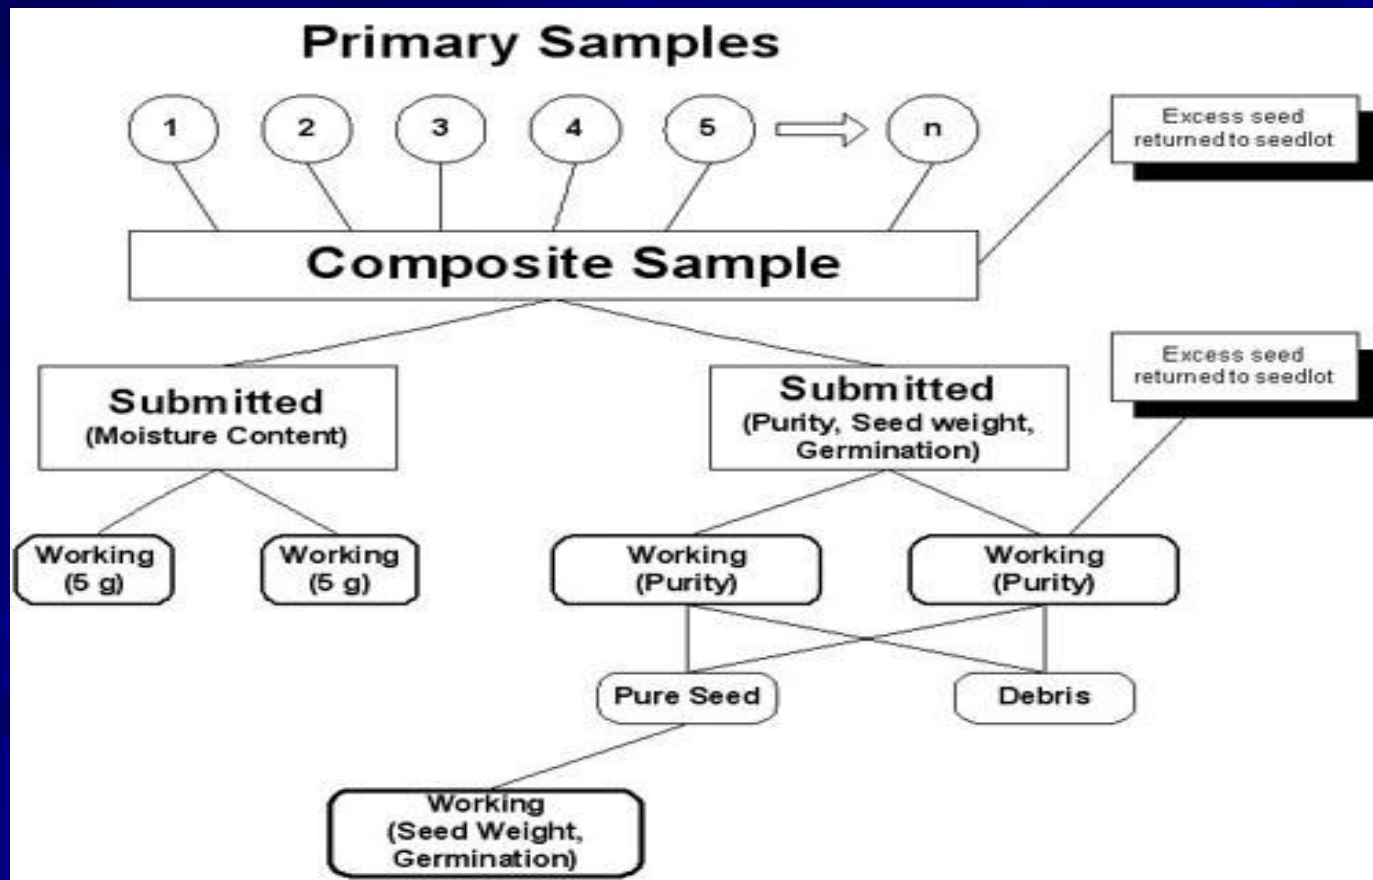 Primary Samples
1 2 3 4 5 n
Excess seed
returned to seedlot
Composite Sample
Excess seed
returned to seedlot
Submitted
(Moisture Content)
Submitted
(Purity, Seed weight,
Germination)
Working
(5 g)
Working
(5 g)
Working
(Purity)
Working
(Purity)
Pure Seed
Debris
Working
(Seed Weight,
Germination)